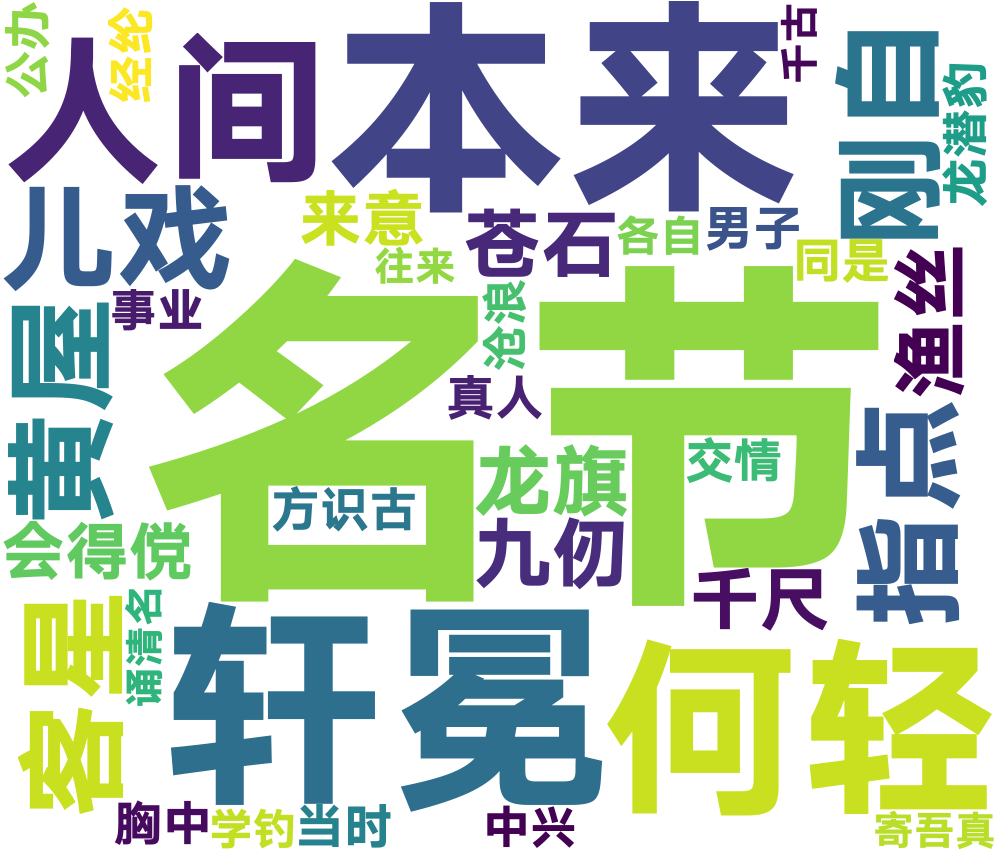 公办
经纶
人间
本来
千古
刚自
龙潜豹
儿戏
来意
苍石
各自
男子
往来
同是
渔丝
事业
沧浪
黄屋
名节
真人
指点
龙旗
交情
方识古
九仞
会得傥
千尺
客星
诵清名
轩冕
何轻
胸中
学钓
当时
中兴
寄吾真